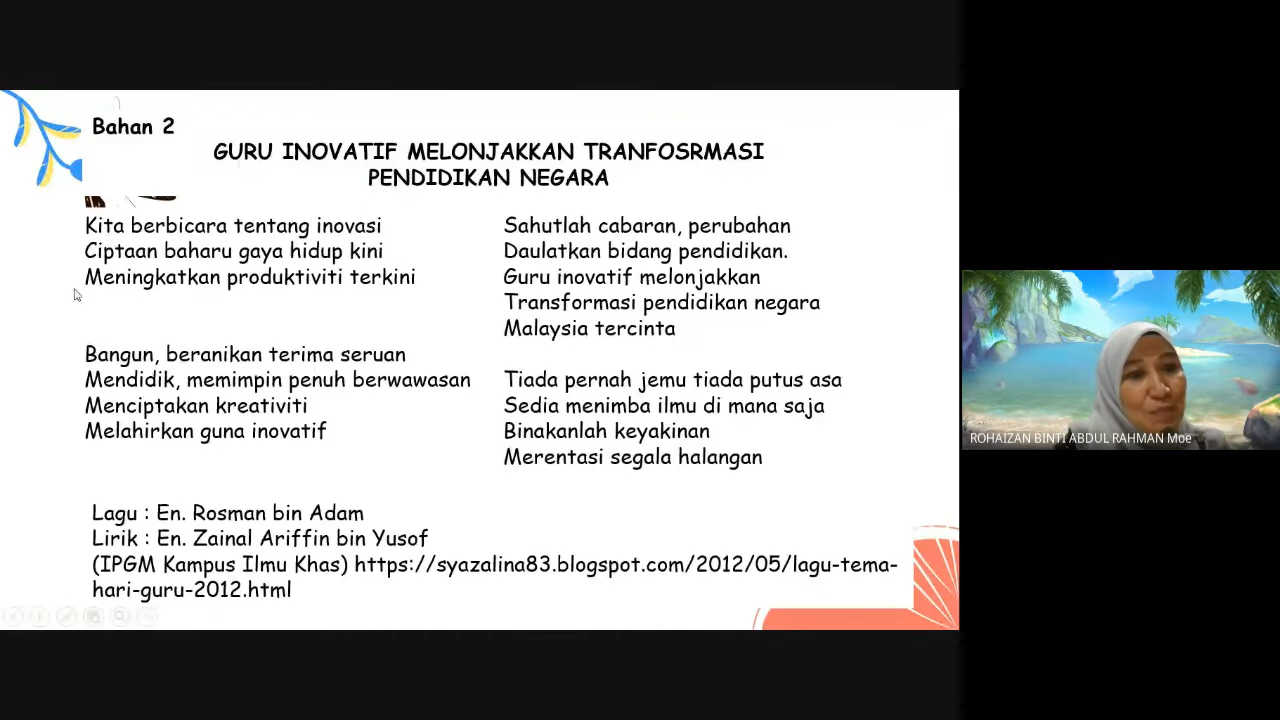 Bahan 2
GURU INOVATIF MELONJAKKAN TRANFOSRMASI
PENDIDIKAN NEGARA
Kita berbicara tentang inovasi
Ciptaan baharu gaya hidup kini
Meningkatkan produktiviti terkini
Bangun, beranikan terima seruan
Mendidik, memimpin penuh berwawasan
Menciptakan kreativiti
Melahirkan guna inovatif
Sahutlah cabaran, perubahan
Daulatkan bidang pendidikan.
Guru inovatif melonjakkan
Transformasi pendidikan negara
Malaysia tercinta
Tiada pernah jemu tiada putus asa
Sedia menimba ilmu di mana saja
Binakanlah keyakinan
Merentasi segala halangan
Lagu : En. Rosman bin Adam
Lirik : En. Zainal Ariffin bin Yusof
(IPGM Kampus Ilmu Khas) https://syazalina83.blogspot.com/2012/05/lagu-tema-
hari-guru-2012.html
ROHAIZAN BINTI ABDUL RAHMAN Moe